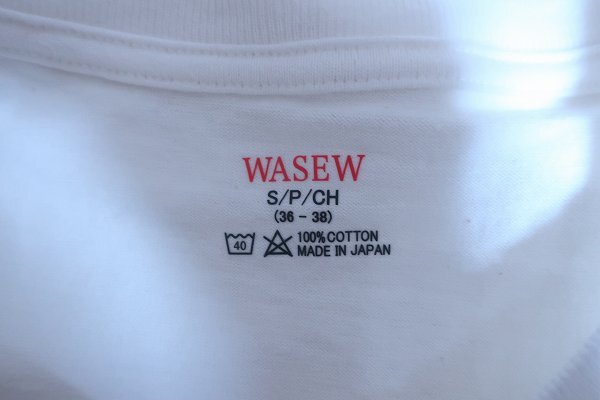 WASEW
S/P/CH
(36 - 38)
40 100% COTTON
MADE IN JAPAN